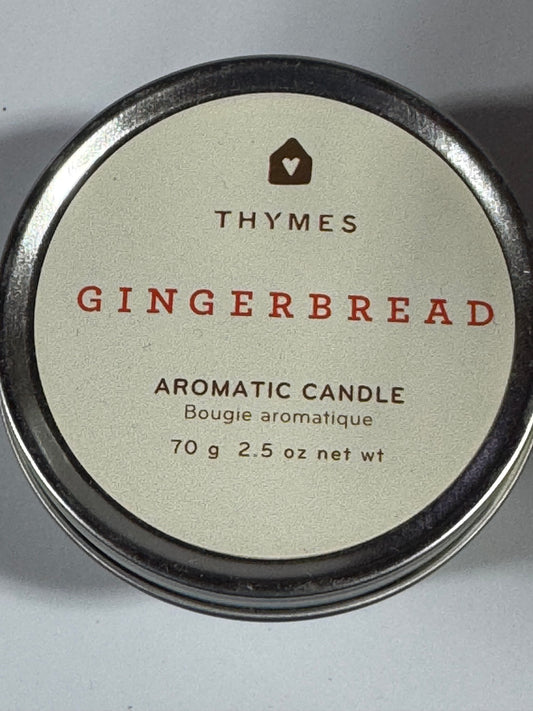 THYMES
GINGERBREAD
AROMATIC CANDLE
Bougie aromatique
70 g 2.5 oz net wt